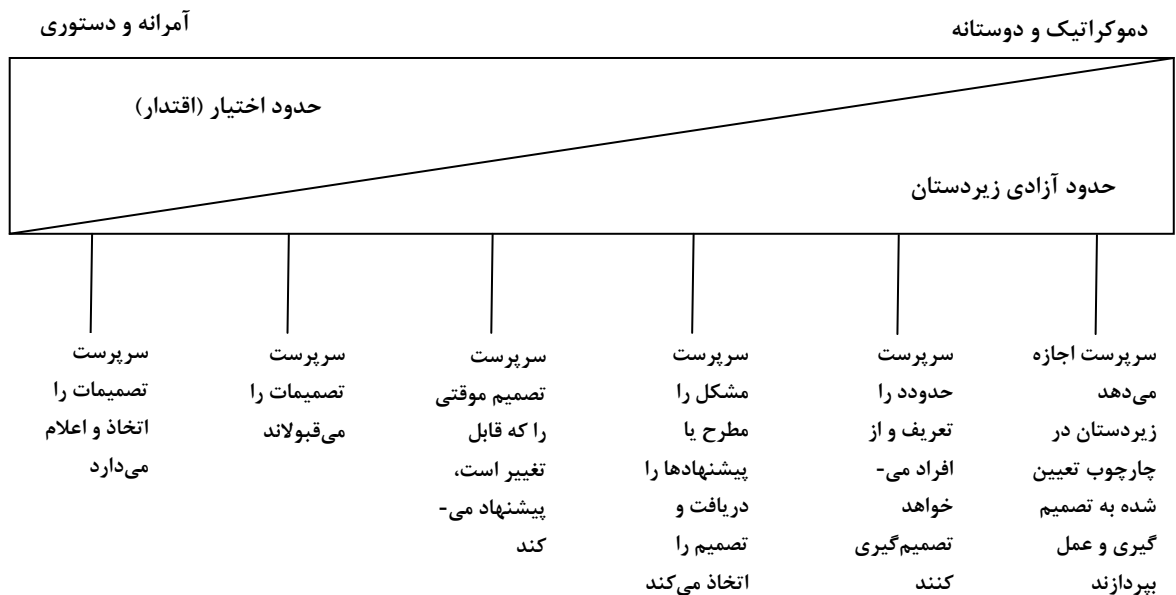 دموکراتیک و دوستانه
آمرانه و دستوری
حدود اختیار (اقتدار)
حدود آزادی زیردستان
سرپرست اجازه
می‌دهد
زیردستان در
چارچوب تعیین
شده به تصمیم
گیری و عمل
بپردازند
سرپرست
حدودد را
تعریف و از
افراد می-
خواهد
تصمیم‌گیری
کنند
سرپرست
مشکل را
مطرح یا
پیشنهادها را
دریافت و
تصمیم را
اتخاذ می‌کند
سرپرست
تصمیم موقتی
را که قابل
تغییر است،
پیشنهاد می-
کند
سرپرست
تصمیمات را
می‌قبولاند
سرپرست
تصمیمات را
اتخاذ و اعلام
می‌دارد